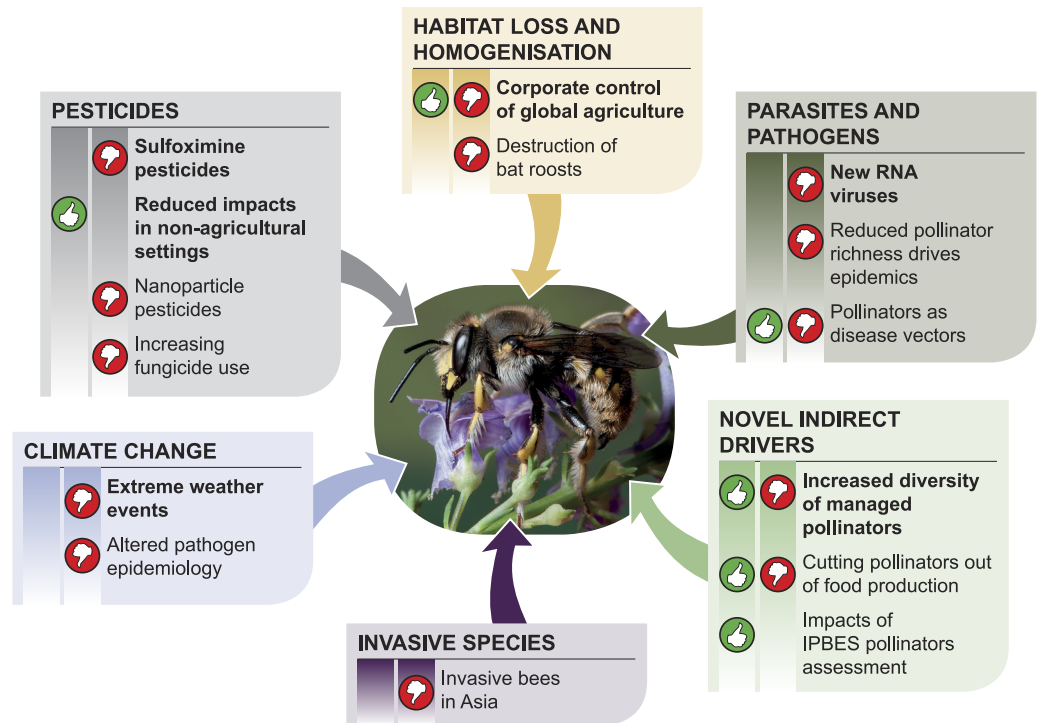 HABITAT LOSS AND
HOMOGENISATION
Corporate control
of global agriculture
Destruction of
bat roosts
PESTICIDES
Sulfoximine
pesticides
Reduced impacts
in non-agricultural
settings
Nanoparticle
pesticides
Increasing
fungicide use
PARASITES AND
PATHOGENS
New RNA
viruses
Reduced pollinator
richness drives
epidemics
Pollinators as
disease vectors
CLIMATE CHANGE
Extreme weather
events
Altered pathogen
epidemiology
NOVEL INDIRECT
DRIVERS
Increased diversity
of managed
pollinators
Cutting pollinators out
of food production
Impacts of
IPBES pollinators
assessment
INVASIVE SPECIES
Invasive bees
in Asia